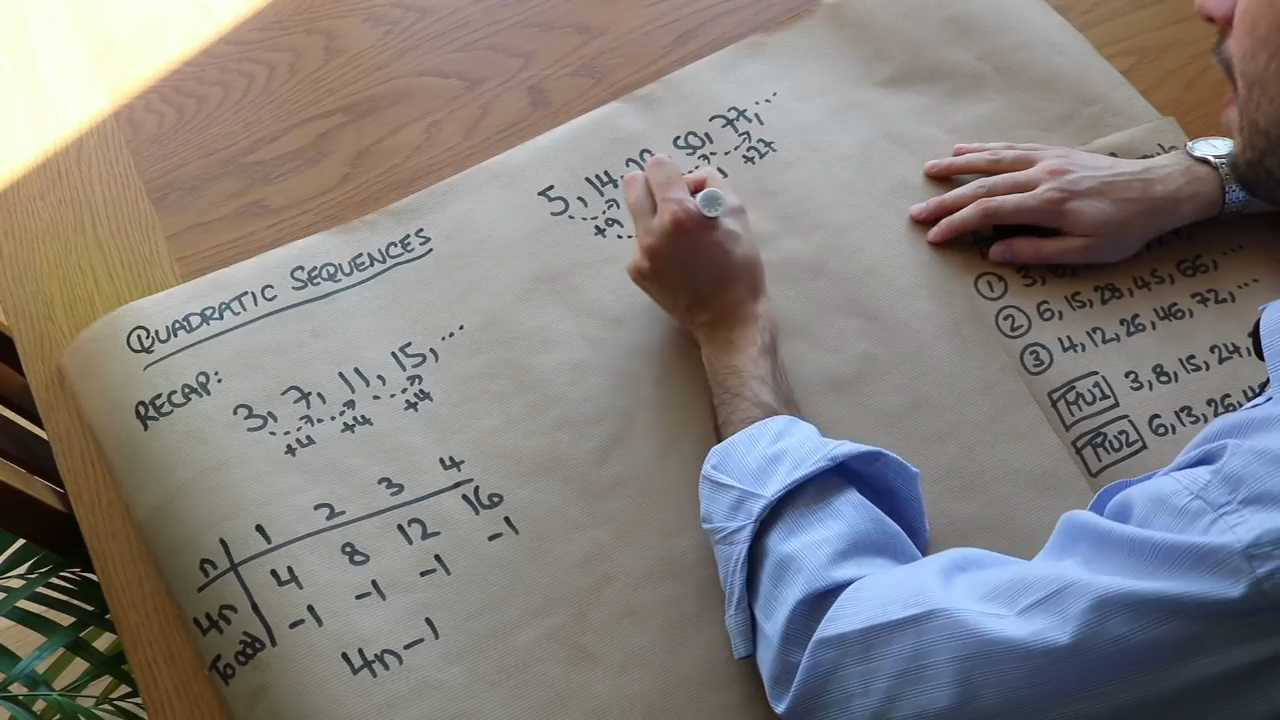 QUADRATIC SEQUENCES
RECAP:
3, 7, 11, 15, ...
+4 +4 +4
n 1 2 3 4
4n 4 8 12 16
To add -1 -1 -1 -1
4n-1
5, 14, 50, 77, ...
+9 +27
① 3,
② 6, 15, 28, 45, 66, ...
③ 4, 12, 26, 46, 72, ...
MU1 3, 8, 15, 24,
MU2 6, 13, 26,